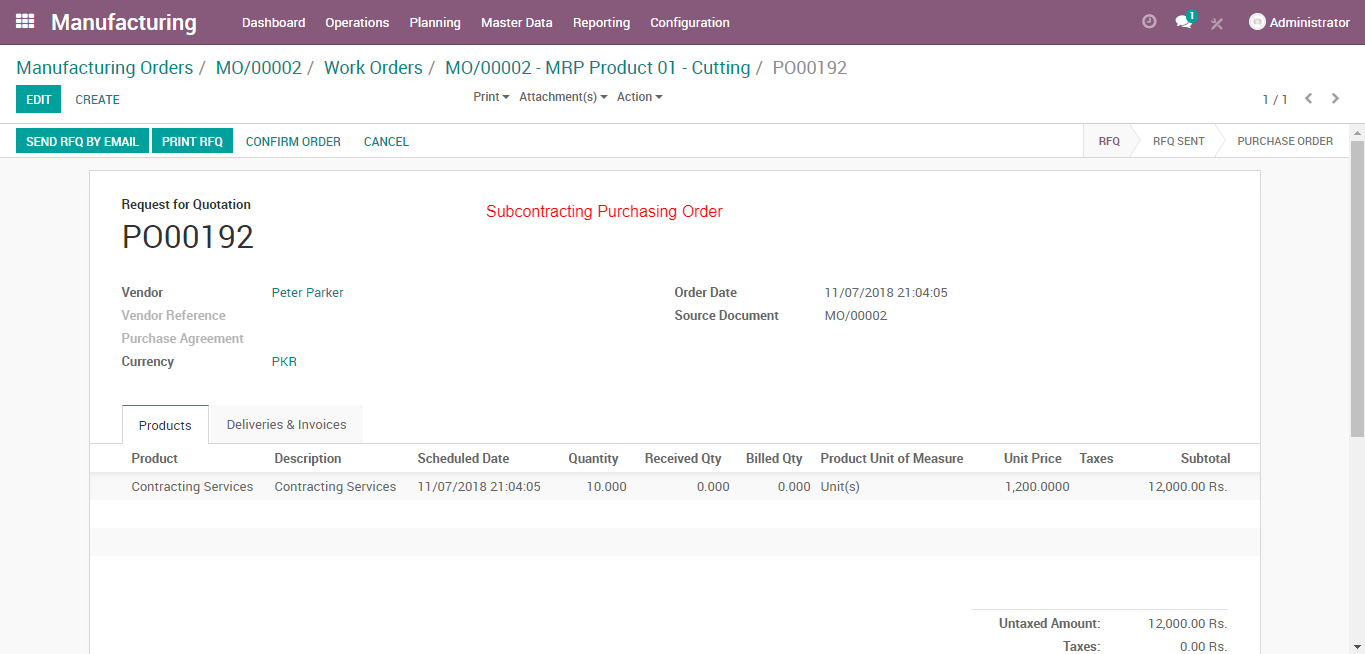 Manufacturing Dashboard Operations Planning Master Data Reporting Configuration 1 Administrator
Manufacturing Orders / MO/00002 / Work Orders / MO/00002 - MRP Product 01 - Cutting / PO00192
EDIT CREATE Print Attachment(s) Action 1 / 1
SEND RFQ BY EMAIL PRINT RFQ CONFIRM ORDER CANCEL RFQ RFQ SENT PURCHASE ORDER
Request for Quotation
Subcontracting Purchasing Order
PO00192
Vendor Peter Parker Order Date 11/07/2018 21:04:05
Vendor Reference Source Document MO/00002
Purchase Agreement
Currency PKR
Products Deliveries & Invoices
Product Description Scheduled Date Quantity Received Qty Billed Qty Product Unit of Measure Unit Price Taxes Subtotal
Contracting Services Contracting Services 11/07/2018 21:04:05 10.000 0.000 0.000 Unit(s) 1,200.0000 12,000.00 Rs.
Untaxed Amount: 12,000.00 Rs.
Taxes: 0.00 Rs.